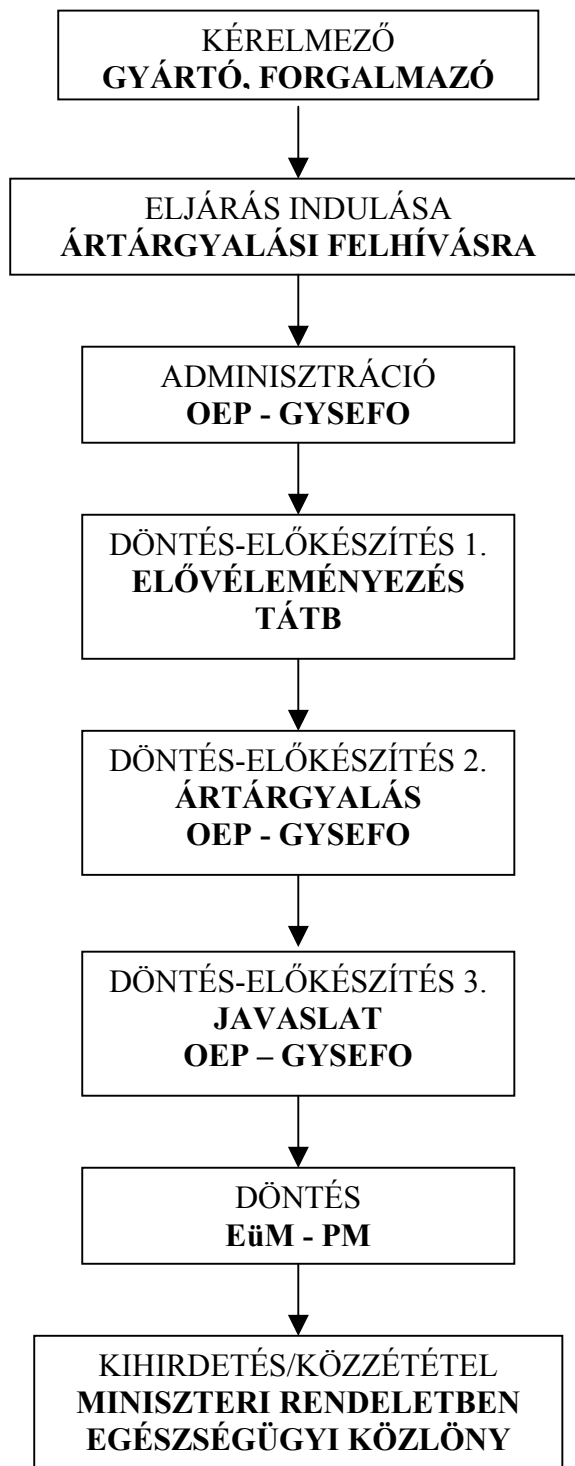 KÉRELMEZŐ
GYÁRTÓ, FORGALMAZÓ
ELJÁRÁS INDULÁSA
ÁRTÁRGYALÁSI FELHÍVÁSRA
ADMINISZTRÁCIÓ
OEP - GYSEFO
DÖNTÉS-ELŐKÉSZÍTÉS 1.
ELŐVÉLEMÉNYEZÉS
TÁTB
DÖNTÉS-ELŐKÉSZÍTÉS 2.
ÁRTÁRGYALÁS
OEP - GYSEFO
DÖNTÉS-ELŐKÉSZÍTÉS 3.
JAVASLAT
OEP – GYSEFO
DÖNTÉS
EüM - PM
KIHIRDETÉS/KÖZZÉTÉTEL
MINISZTERI RENDELETBEN
EGÉSZSÉGÜGYI KÖZLÖNY